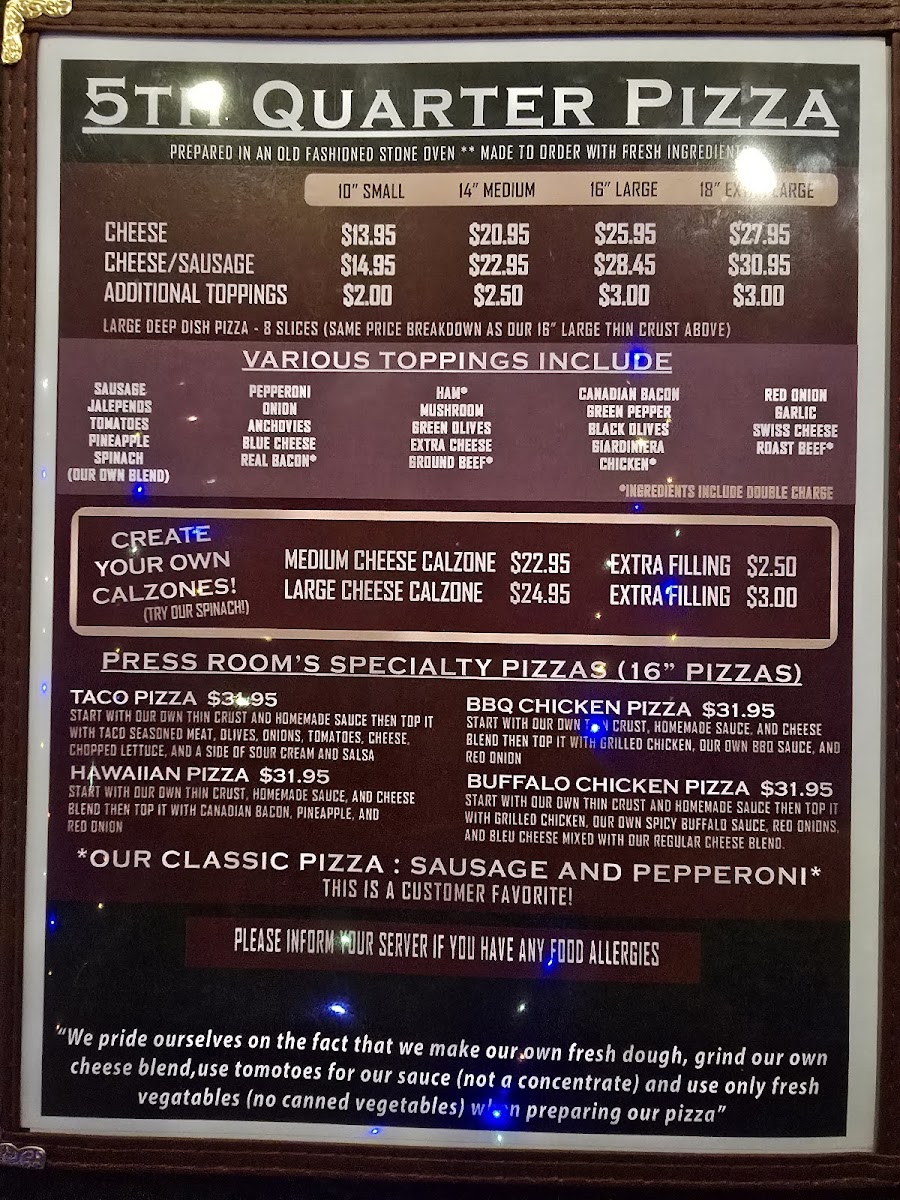 5TH QUARTER PIZZA
PREPARED IN AN OLD FASHIONED STONE OVEN ** MADE TO ORDER WITH FRESH INGREDIENTS
10" SMALL 14" MEDIUM 16" LARGE 18" EXTRA LARGE
CHEESE $13.95 $20.95 $25.95 $27.95
CHEESE/SAUSAGE $14.95 $22.95 $28.45 $30.95
ADDITIONAL TOPPINGS $2.00 $2.50 $3.00 $3.00
LARGE DEEP DISH PIZZA - 8 SLICES (SAME PRICE BREAKDOWN AS OUR 16" LARGE THIN CRUST ABOVE)
VARIOUS TOPPINGS INCLUDE
SAUSAGE
JALEPENOS
TOMATOES
PINEAPPLE
SPINACH
(OUR OWN BLEND)
PEPPERONI
ONION
ANCHOVIES
BLUE CHEESE
REAL BACON*
HAM*
MUSHROOM
GREEN OLIVES
EXTRA CHEESE
GROUND BEEF*
CANADIAN BACON
GREEN PEPPER
BLACK OLIVES
GIARDINIERA
CHICKEN*
RED ONION
GARLIC
SWISS CHEESE
ROAST BEEF*
*INGREDIENTS INCLUDE DOUBLE CHARGE
CREATE
YOUR OWN
CALZONES!
(TRY OUR SPINACH!)
MEDIUM CHEESE CALZONE $22.95 EXTRA FILLING $2.50
LARGE CHEESE CALZONE $24.95 EXTRA FILLING $3.00
PRESS ROOM'S SPECIALTY PIZZAS (16" PIZZAS)
TACO PIZZA $31.95
START WITH OUR OWN THIN CRUST AND HOMEMADE SAUCE THEN TOP IT
WITH TACO SEASONED MEAT, OLIVES, ONIONS, TOMATOES, CHEESE,
CHOPPED LETTUCE, AND A SIDE OF SOUR CREAM AND SALSA
HAWAIIAN PIZZA $31.95
START WITH OUR OWN THIN CRUST, HOMEMADE SAUCE, AND CHEESE
BLEND THEN TOP IT WITH CANADIAN BACON, PINEAPPLE, AND
RED ONION
BBQ CHICKEN PIZZA $31.95
START WITH OUR OWN THIN CRUST, HOMEMADE SAUCE, AND CHEESE
BLEND THEN TOP IT WITH GRILLED CHICKEN, OUR OWN BBQ SAUCE, AND
RED ONION
BUFFALO CHICKEN PIZZA $31.95
START WITH OUR OWN THIN CRUST AND HOMEMADE SAUCE THEN TOP IT
WITH GRILLED CHICKEN, OUR OWN SPICY BUFFALO SAUCE, RED ONIONS,
AND BLEU CHEESE MIXED WITH OUR REGULAR CHEESE BLEND.
*OUR CLASSIC PIZZA : SAUSAGE AND PEPPERONI*
THIS IS A CUSTOMER FAVORITE!
PLEASE INFORM YOUR SERVER IF YOU HAVE ANY FOOD ALLERGIES
"We pride ourselves on the fact that we make our own fresh dough, grind our own
cheese blend,use tomotoes for our sauce (not a concentrate) and use only fresh
vegatables (no canned vegetables) when preparing our pizza"